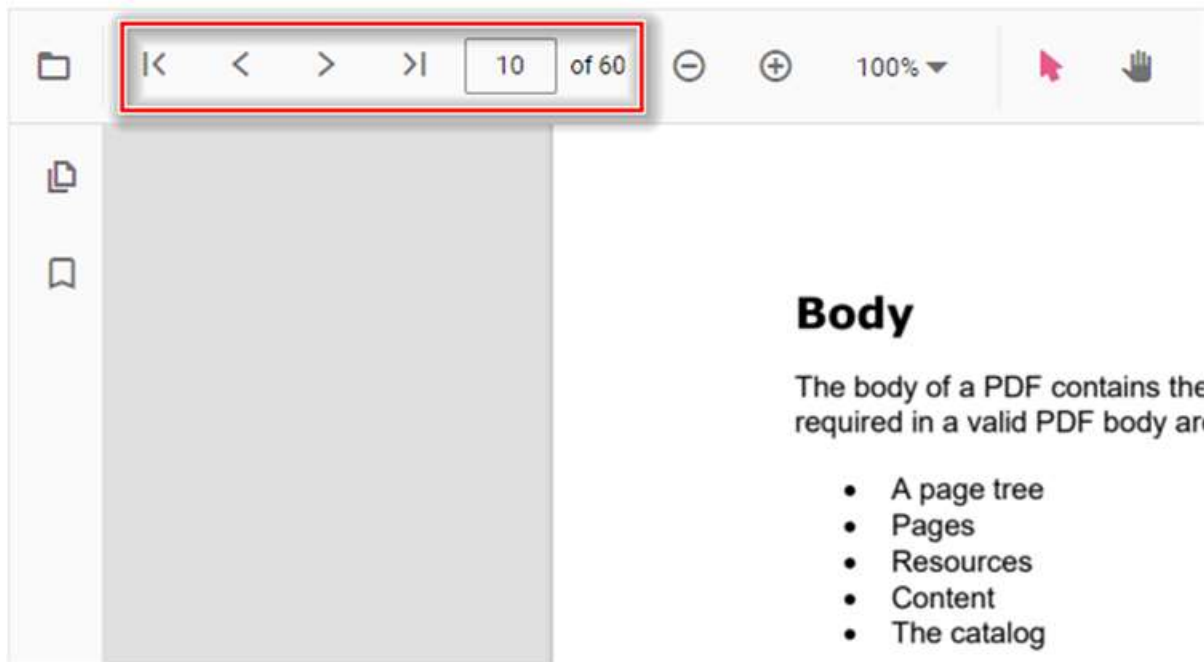 10 of 60 100%
Body
The body of a PDF contains the
required in a valid PDF body are
• A page tree
• Pages
• Resources
• Content
• The catalog